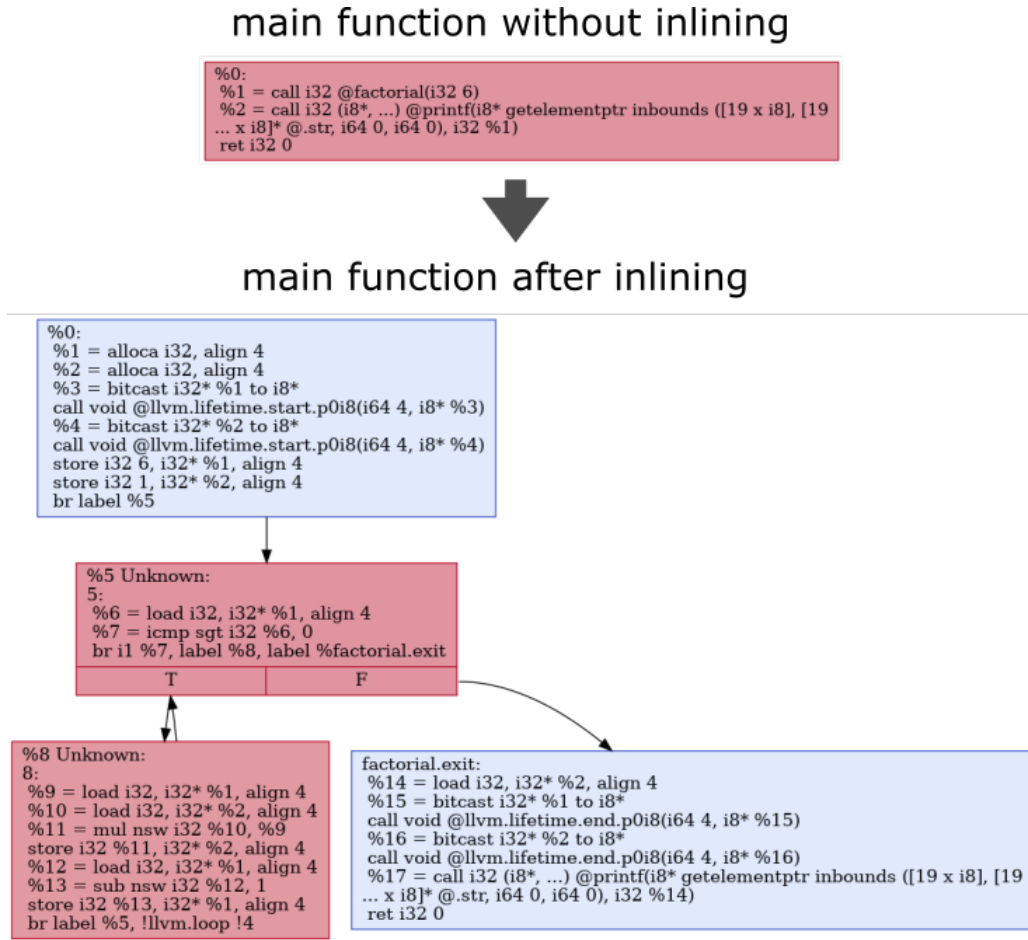 main function without inlining
%0:
%1 = call i32 @factorial(i32 6)
%2 = call i32 (i8*, ...) @printf(i8* getelementptr inbounds ([19 x i8], [19
... x i8]* @.str, i64 0, i64 0), i32 %1)
ret i32 0
main function after inlining
%0:
%1 = alloca i32, align 4
%2 = alloca i32, align 4
%3 = bitcast i32* %1 to i8*
call void @llvm.lifetime.start.p0i8(i64 4, i8* %3)
%4 = bitcast i32* %2 to i8*
call void @llvm.lifetime.start.p0i8(i64 4, i8* %4)
store i32 6, i32* %1, align 4
store i32 1, i32* %2, align 4
br label %5
%5 Unknown:
5:
%6 = load i32, i32* %1, align 4
%7 = icmp sgt i32 %6, 0
br i1 %7, label %8, label %factorial.exit
T
F
%8 Unknown:
8:
%9 = load i32, i32* %1, align 4
%10 = load i32, i32* %2, align 4
%11 = mul nsw i32 %10, %9
store i32 %11, i32* %2, align 4
%12 = load i32, i32* %1, align 4
%13 = sub nsw i32 %12, 1
store i32 %13, i32* %1, align 4
br label %5, !llvm.loop !4
factorial.exit:
%14 = load i32, i32* %2, align 4
%15 = bitcast i32* %1 to i8*
call void @llvm.lifetime.end.p0i8(i64 4, i8* %15)
%16 = bitcast i32* %2 to i8*
call void @llvm.lifetime.end.p0i8(i64 4, i8* %16)
%17 = call i32 (i8*, ...) @printf(i8* getelementptr inbounds ([19 x i8], [19
... x i8]* @.str, i64 0, i64 0), i32 %14)
ret i32 0